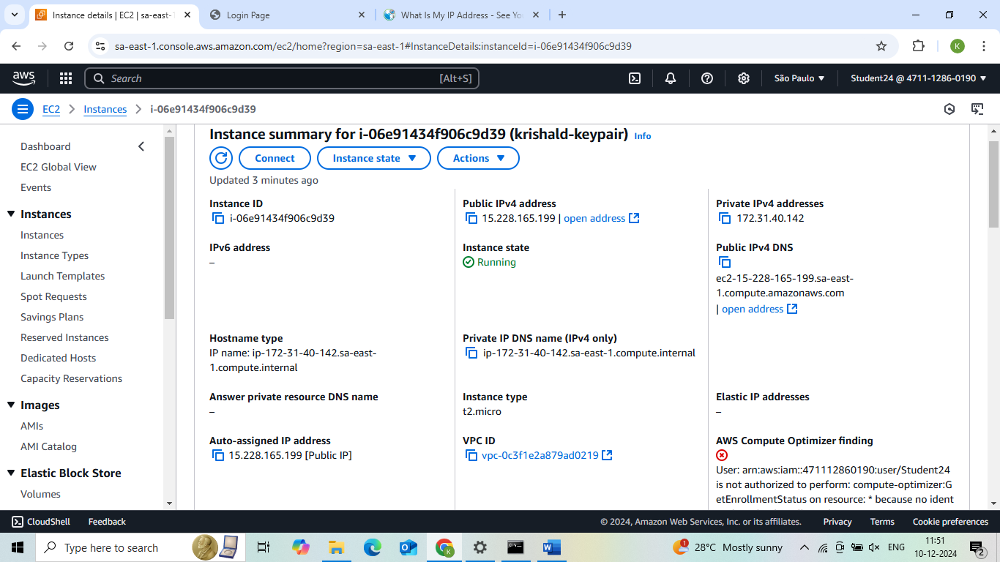 Instance details | EC2 | sa-east-1
Login Page
What Is My IP Address - See Yo
sa-east-1.console.aws.amazon.com/ec2/home?region=sa-east-1#InstanceDetails:instanceId=i-06e91434f906c9d39
K
aws
Search
[Alt+S]
São Paulo
Student24 @ 4711-1286-0190
EC2
Instances
i-06e91434f906c9d39
Dashboard
EC2 Global View
Events
Instances
Instances
Instance Types
Launch Templates
Spot Requests
Savings Plans
Reserved Instances
Dedicated Hosts
Capacity Reservations
Images
AMIs
AMI Catalog
Elastic Block Store
Volumes
Instance summary for i-06e91434f906c9d39 (krishald-keypair) Info
Connect
Instance state
Actions
Updated 3 minutes ago
Instance ID
i-06e91434f906c9d39
Public IPv4 address
15.228.165.199 | open address
Private IPv4 addresses
172.31.40.142
IPv6 address
–
Instance state
Running
Public IPv4 DNS
ec2-15-228-165-199.sa-east-
1.compute.amazonaws.com
| open address
Hostname type
IP name: ip-172-31-40-142.sa-east-
1.compute.internal
Private IP DNS name (IPv4 only)
ip-172-31-40-142.sa-east-1.compute.internal
Answer private resource DNS name
–
Instance type
t2.micro
Elastic IP addresses
–
Auto-assigned IP address
15.228.165.199 [Public IP]
VPC ID
vpc-0c3f1e2a879ad0219
AWS Compute Optimizer finding
User: arn:aws:iam::471112860190:user/Student24
is not authorized to perform: compute-optimizer:G
etEnrollmentStatus on resource: * because no ident
CloudShell
Feedback
© 2024, Amazon Web Services, Inc. or its affiliates.
Privacy
Terms
Cookie preferences
Type here to search
K
1
28°C Mostly sunny
ENG
11:51
10-12-2024
2